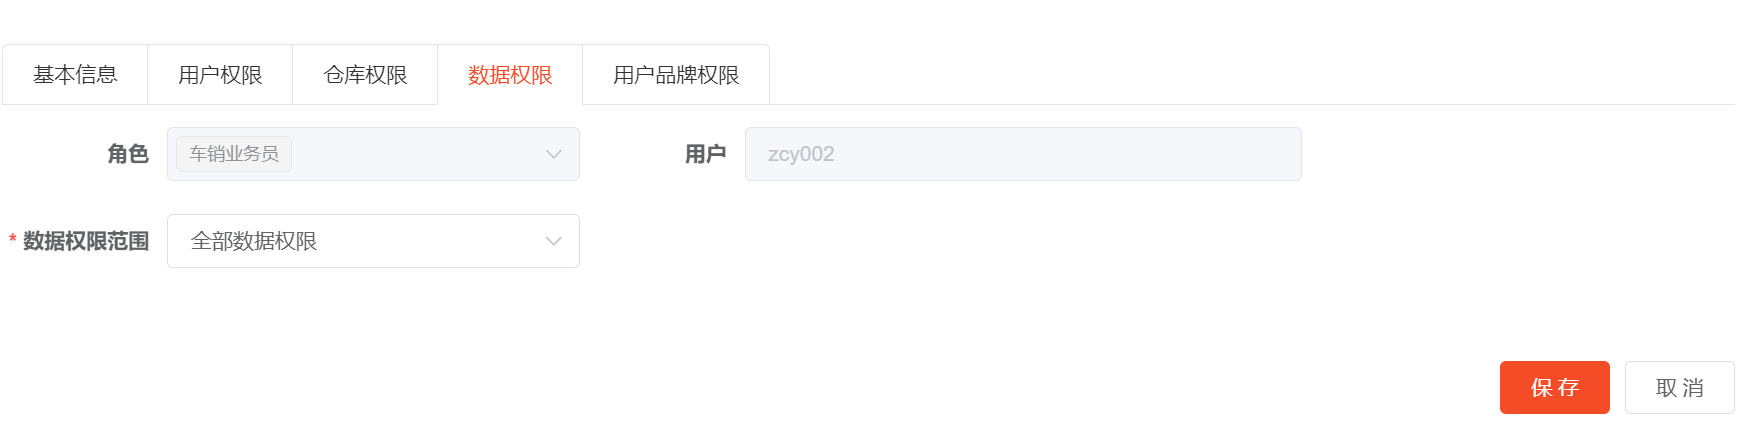 基本信息 用户权限 仓库权限 数据权限 用户品牌权限
角色 车销业务员 用户 zcy002
* 数据权限范围 全部数据权限
保存 取消